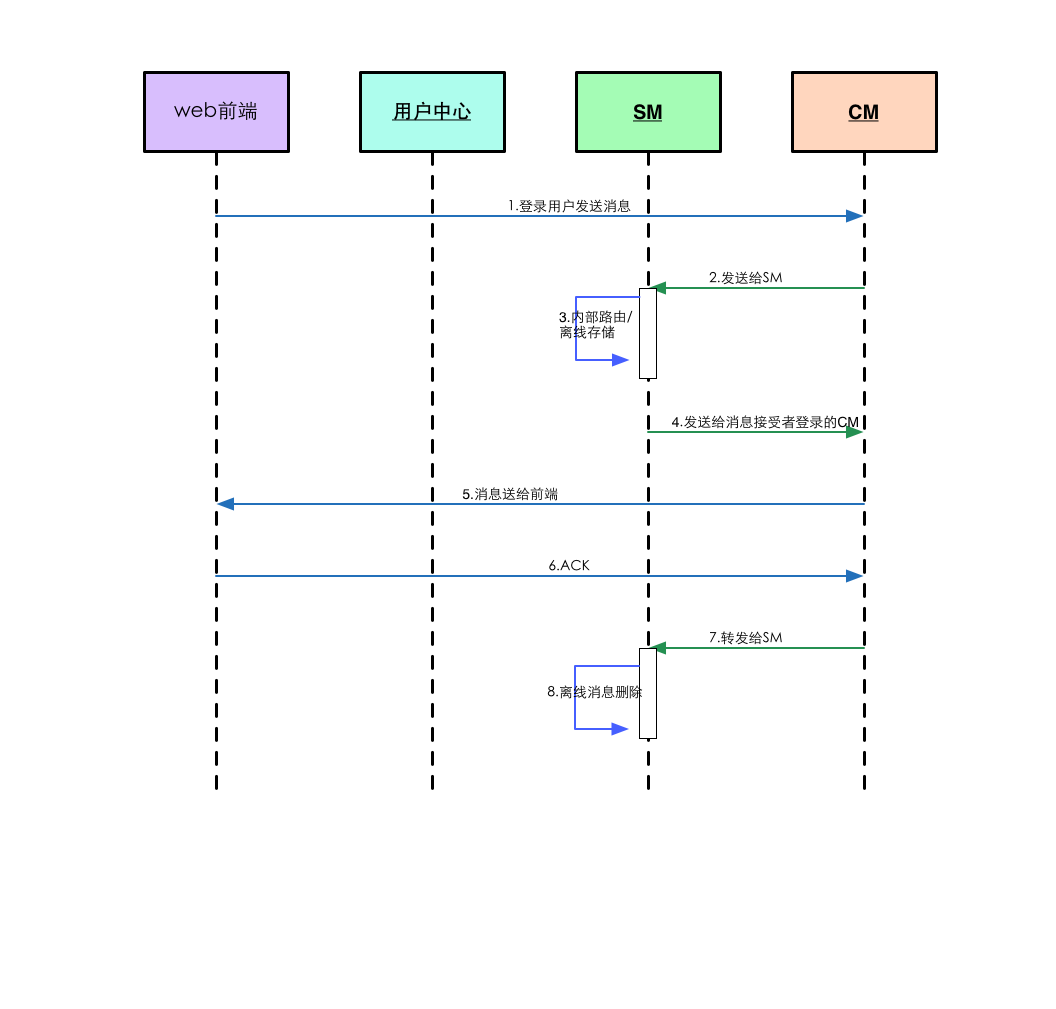 web前端
用户中心
SM
CM
1.登录用户发送消息
2.发送给SM
3.内部路由/
离线存储
4.发送给消息接受者登录的CM
5.消息送给前端
6.ACK
7.转发给SM
8.离线消息删除